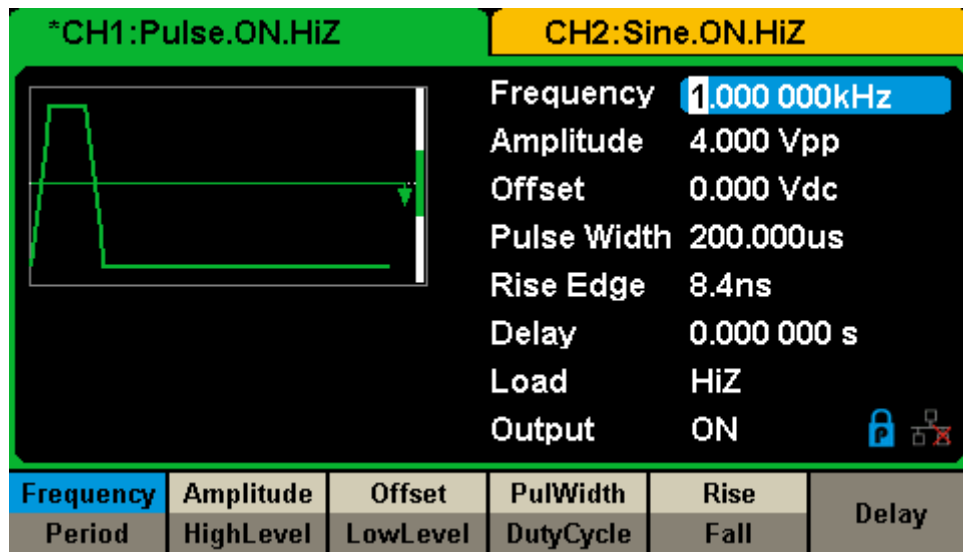 *CH1:Pulse.ON.HiZ
CH2:Sine.ON.HiZ
Frequency 1.000 000kHz
Amplitude 4.000 Vpp
Offset 0.000 Vdc
Pulse Width 200.000us
Rise Edge 8.4ns
Delay 0.000 000 s
Load HiZ
Output ON
P
Frequency Amplitude Offset PulWidth Rise Delay
Period HighLevel LowLevel DutyCycle Fall